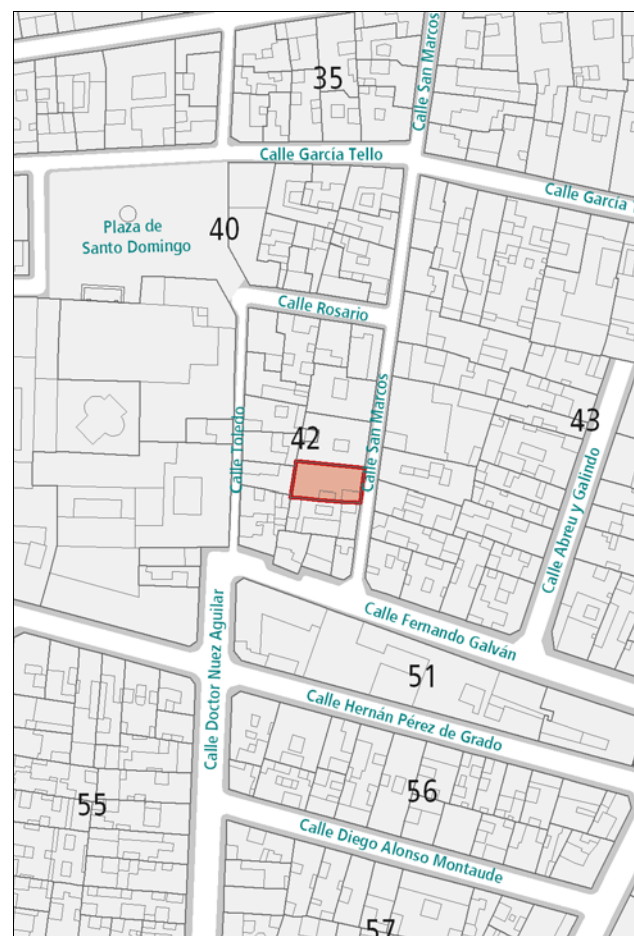 Calle San Marcos
35
Calle García Tello
Calle García
Plaza de
Santo Domingo
40
Calle Rosario
Calle San Marcos
Calle Toledo
42
43
Calle Abreu y Galindo
Calle Fernando Galván
Calle Doctor Nuez Aguilar
51
Calle Hernán Pérez de Grado
55
56
Calle Diego Alonso Montaude
57